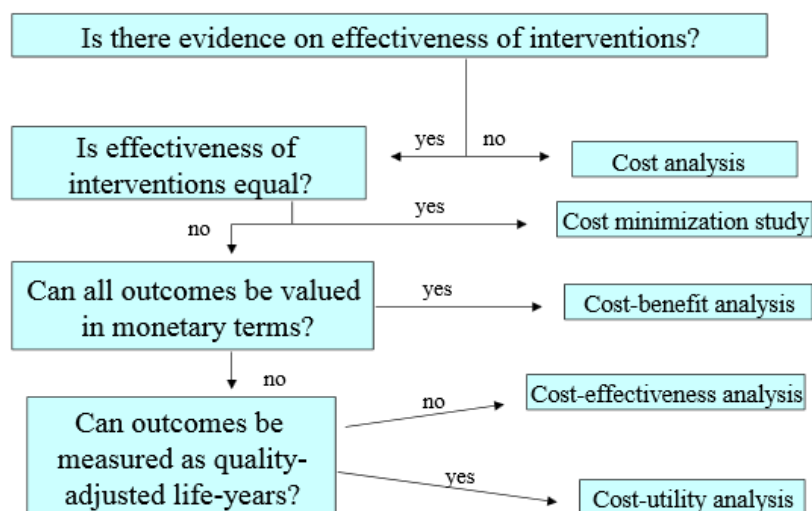 Is there evidence on effectiveness of interventions?
yes
no
Is effectiveness of
interventions equal?
Cost analysis
yes
Cost minimization study
no
Can all outcomes be valued
in monetary terms?
yes
Cost-benefit analysis
no
Cost-effectiveness analysis
no
Can outcomes be
measured as quality-
adjusted life-years?
yes
Cost-utility analysis